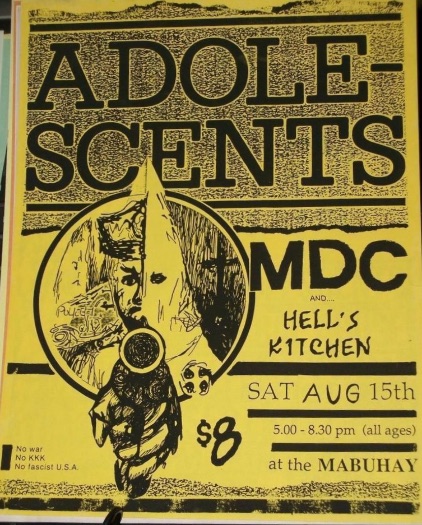 ADOLE-
SCENTS
MDC
AND....
HELL'S
KITCHEN
POLICE
SAT AUG 15th
$8
5.00 - 8.30 pm (all ages)
at the MABUHAY
No war
No KKK
No fascist U.S.A.